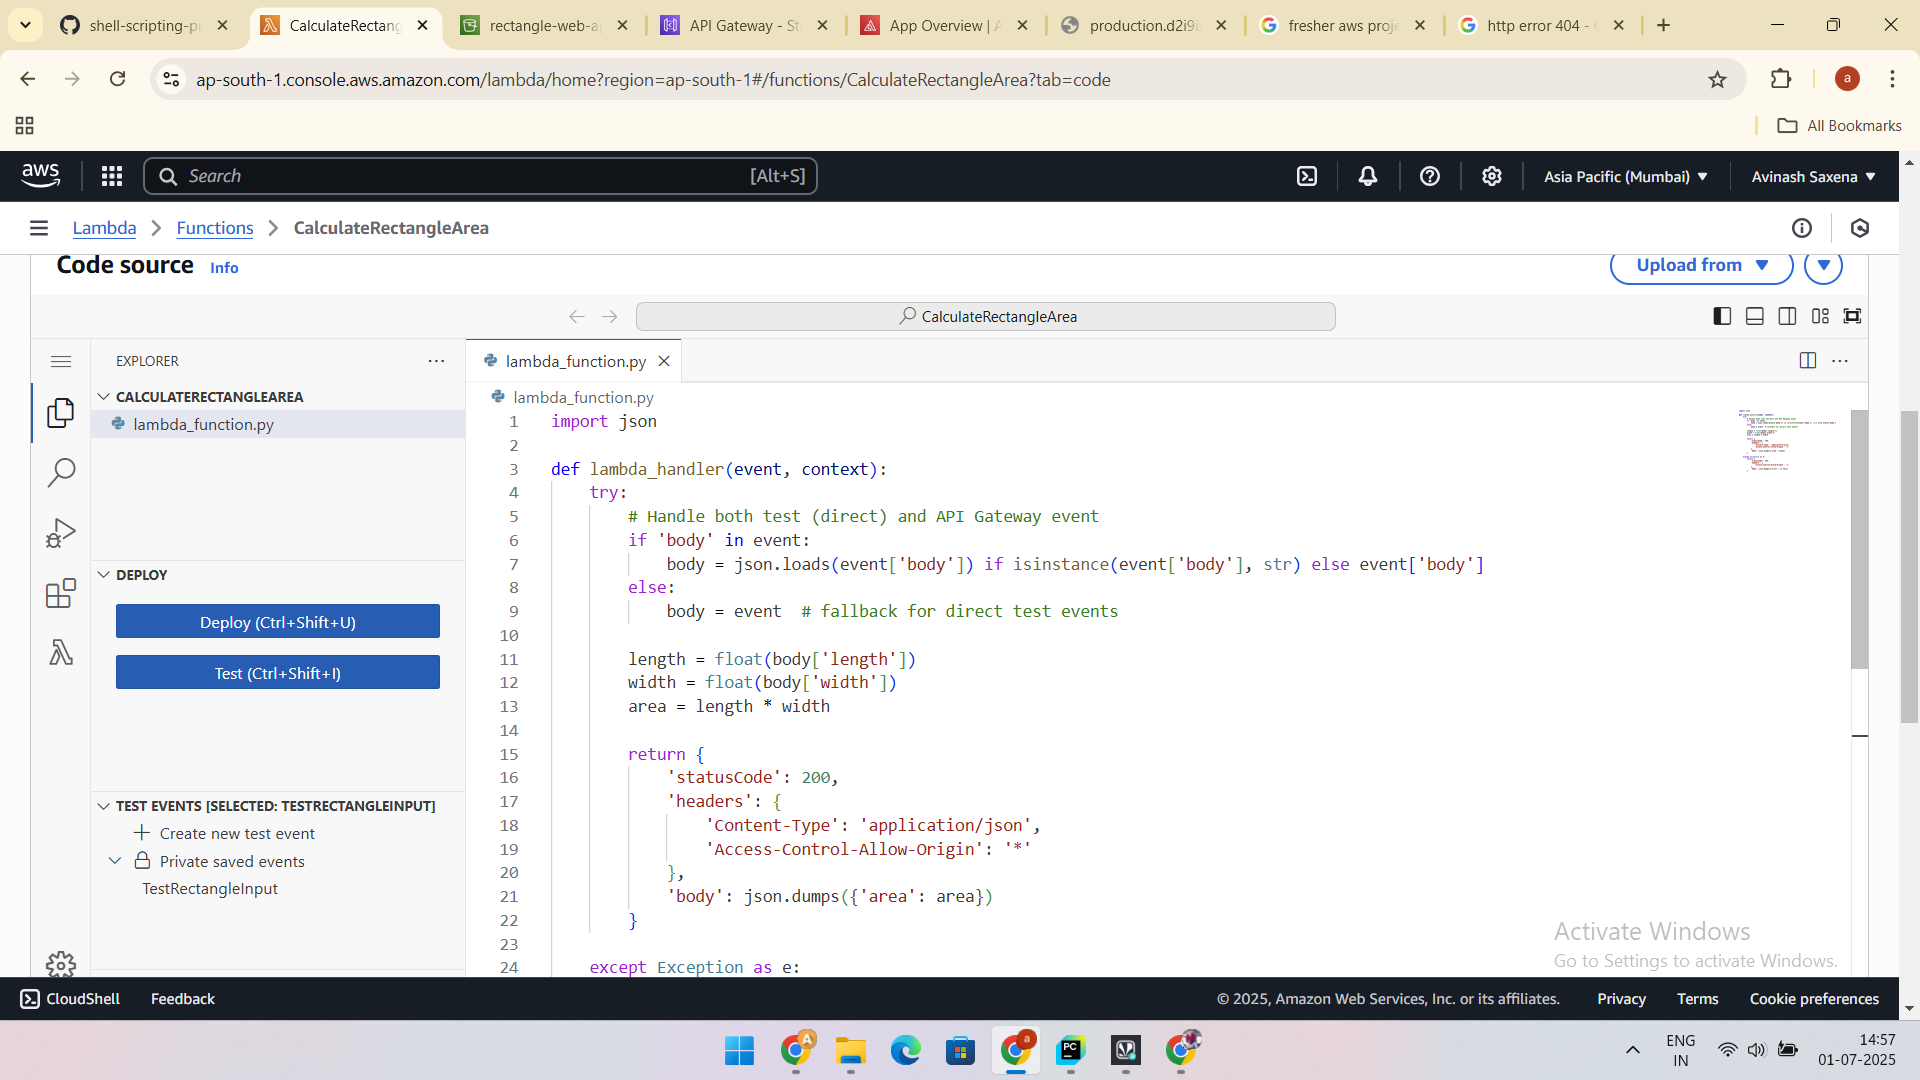 shell-scripting-p
CalculateRectang
rectangle-web-a
API Gateway - St
App Overview | A
production.d2i9
fresher aws proje
http error 404 -
ap-south-1.console.aws.amazon.com/lambda/home?region=ap-south-1#/functions/CalculateRectangleArea?tab=code
a
All Bookmarks
aws
Search
[Alt+S]
Asia Pacific (Mumbai)
Avinash Saxena
Lambda
Functions
CalculateRectangleArea
Code source
Info
Upload from
CalculateRectangleArea
EXPLORER
lambda_function.py
CALCULATERECTANGLEAREA
lambda_function.py
lambda_function.py
1 import json
2
3 def lambda_handler(event, context):
4 try:
5 # Handle both test (direct) and API Gateway event
6 if 'body' in event:
7 body = json.loads(event['body']) if isinstance(event['body'], str) else event['body']
8 else:
9 body = event # fallback for direct test events
10
11 length = float(body['length'])
12 width = float(body['width'])
13 area = length * width
14
15 return {
16 'statusCode': 200,
17 'headers': {
18 'Content-Type': 'application/json',
19 'Access-Control-Allow-Origin': '*'
20 },
21 'body': json.dumps({'area': area})
22 }
23
24 except Exception as e:
DEPLOY
Deploy (Ctrl+Shift+U)
Test (Ctrl+Shift+I)
TEST EVENTS [SELECTED: TESTRECTANGLEINPUT]
Create new test event
Private saved events
TestRectangleInput
Activate Windows
Go to Settings to activate Windows.
CloudShell
Feedback
© 2025, Amazon Web Services, Inc. or its affiliates.
Privacy
Terms
Cookie preferences
A
a
PC
ENG
IN
14:57
01-07-2025